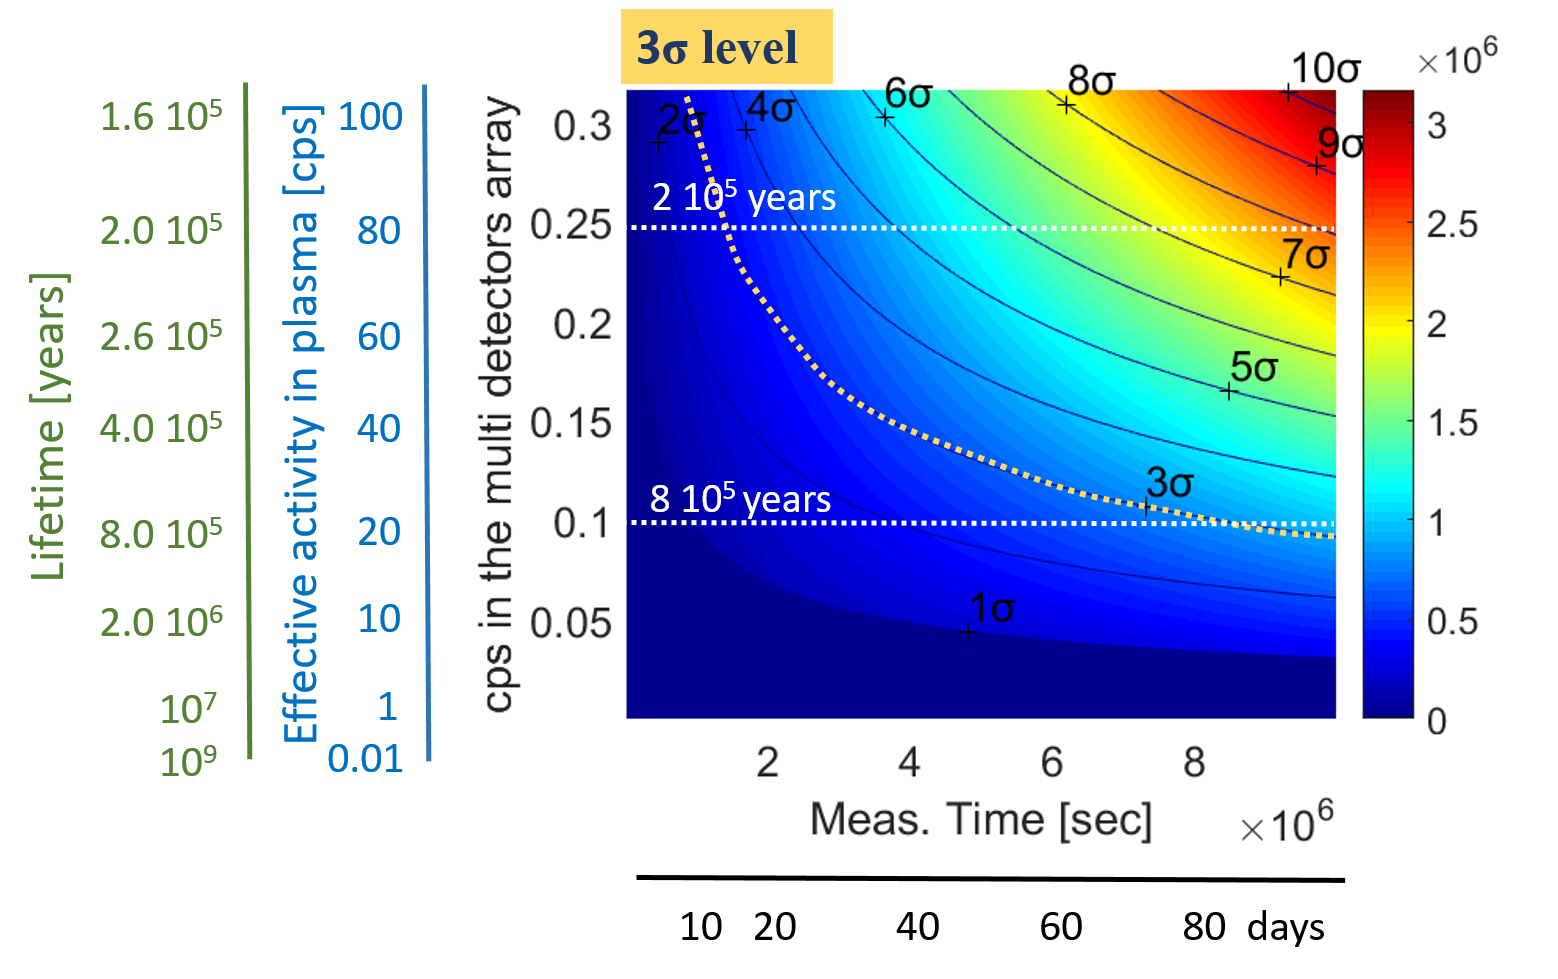 3σ level
Lifetime [years]
1.6 10⁵
2.0 10⁵
2.6 10⁵
4.0 10⁵
8.0 10⁵
2.0 10⁶
10⁷
10⁹
Effective activity in plasma [cps]
100
80
60
40
20
10
1
0.01
cps in the multi detectors array
0.3
0.25
0.2
0.15
0.1
0.05
2σ
4σ
6σ
8σ
10σ
9σ
2 10⁵ years
7σ
5σ
8 10⁵ years
3σ
1σ
×10⁶
3
2.5
2
1.5
1
0.5
0
2 4 6 8
Meas. Time [sec] ×10⁶
10 20 40 60 80 days